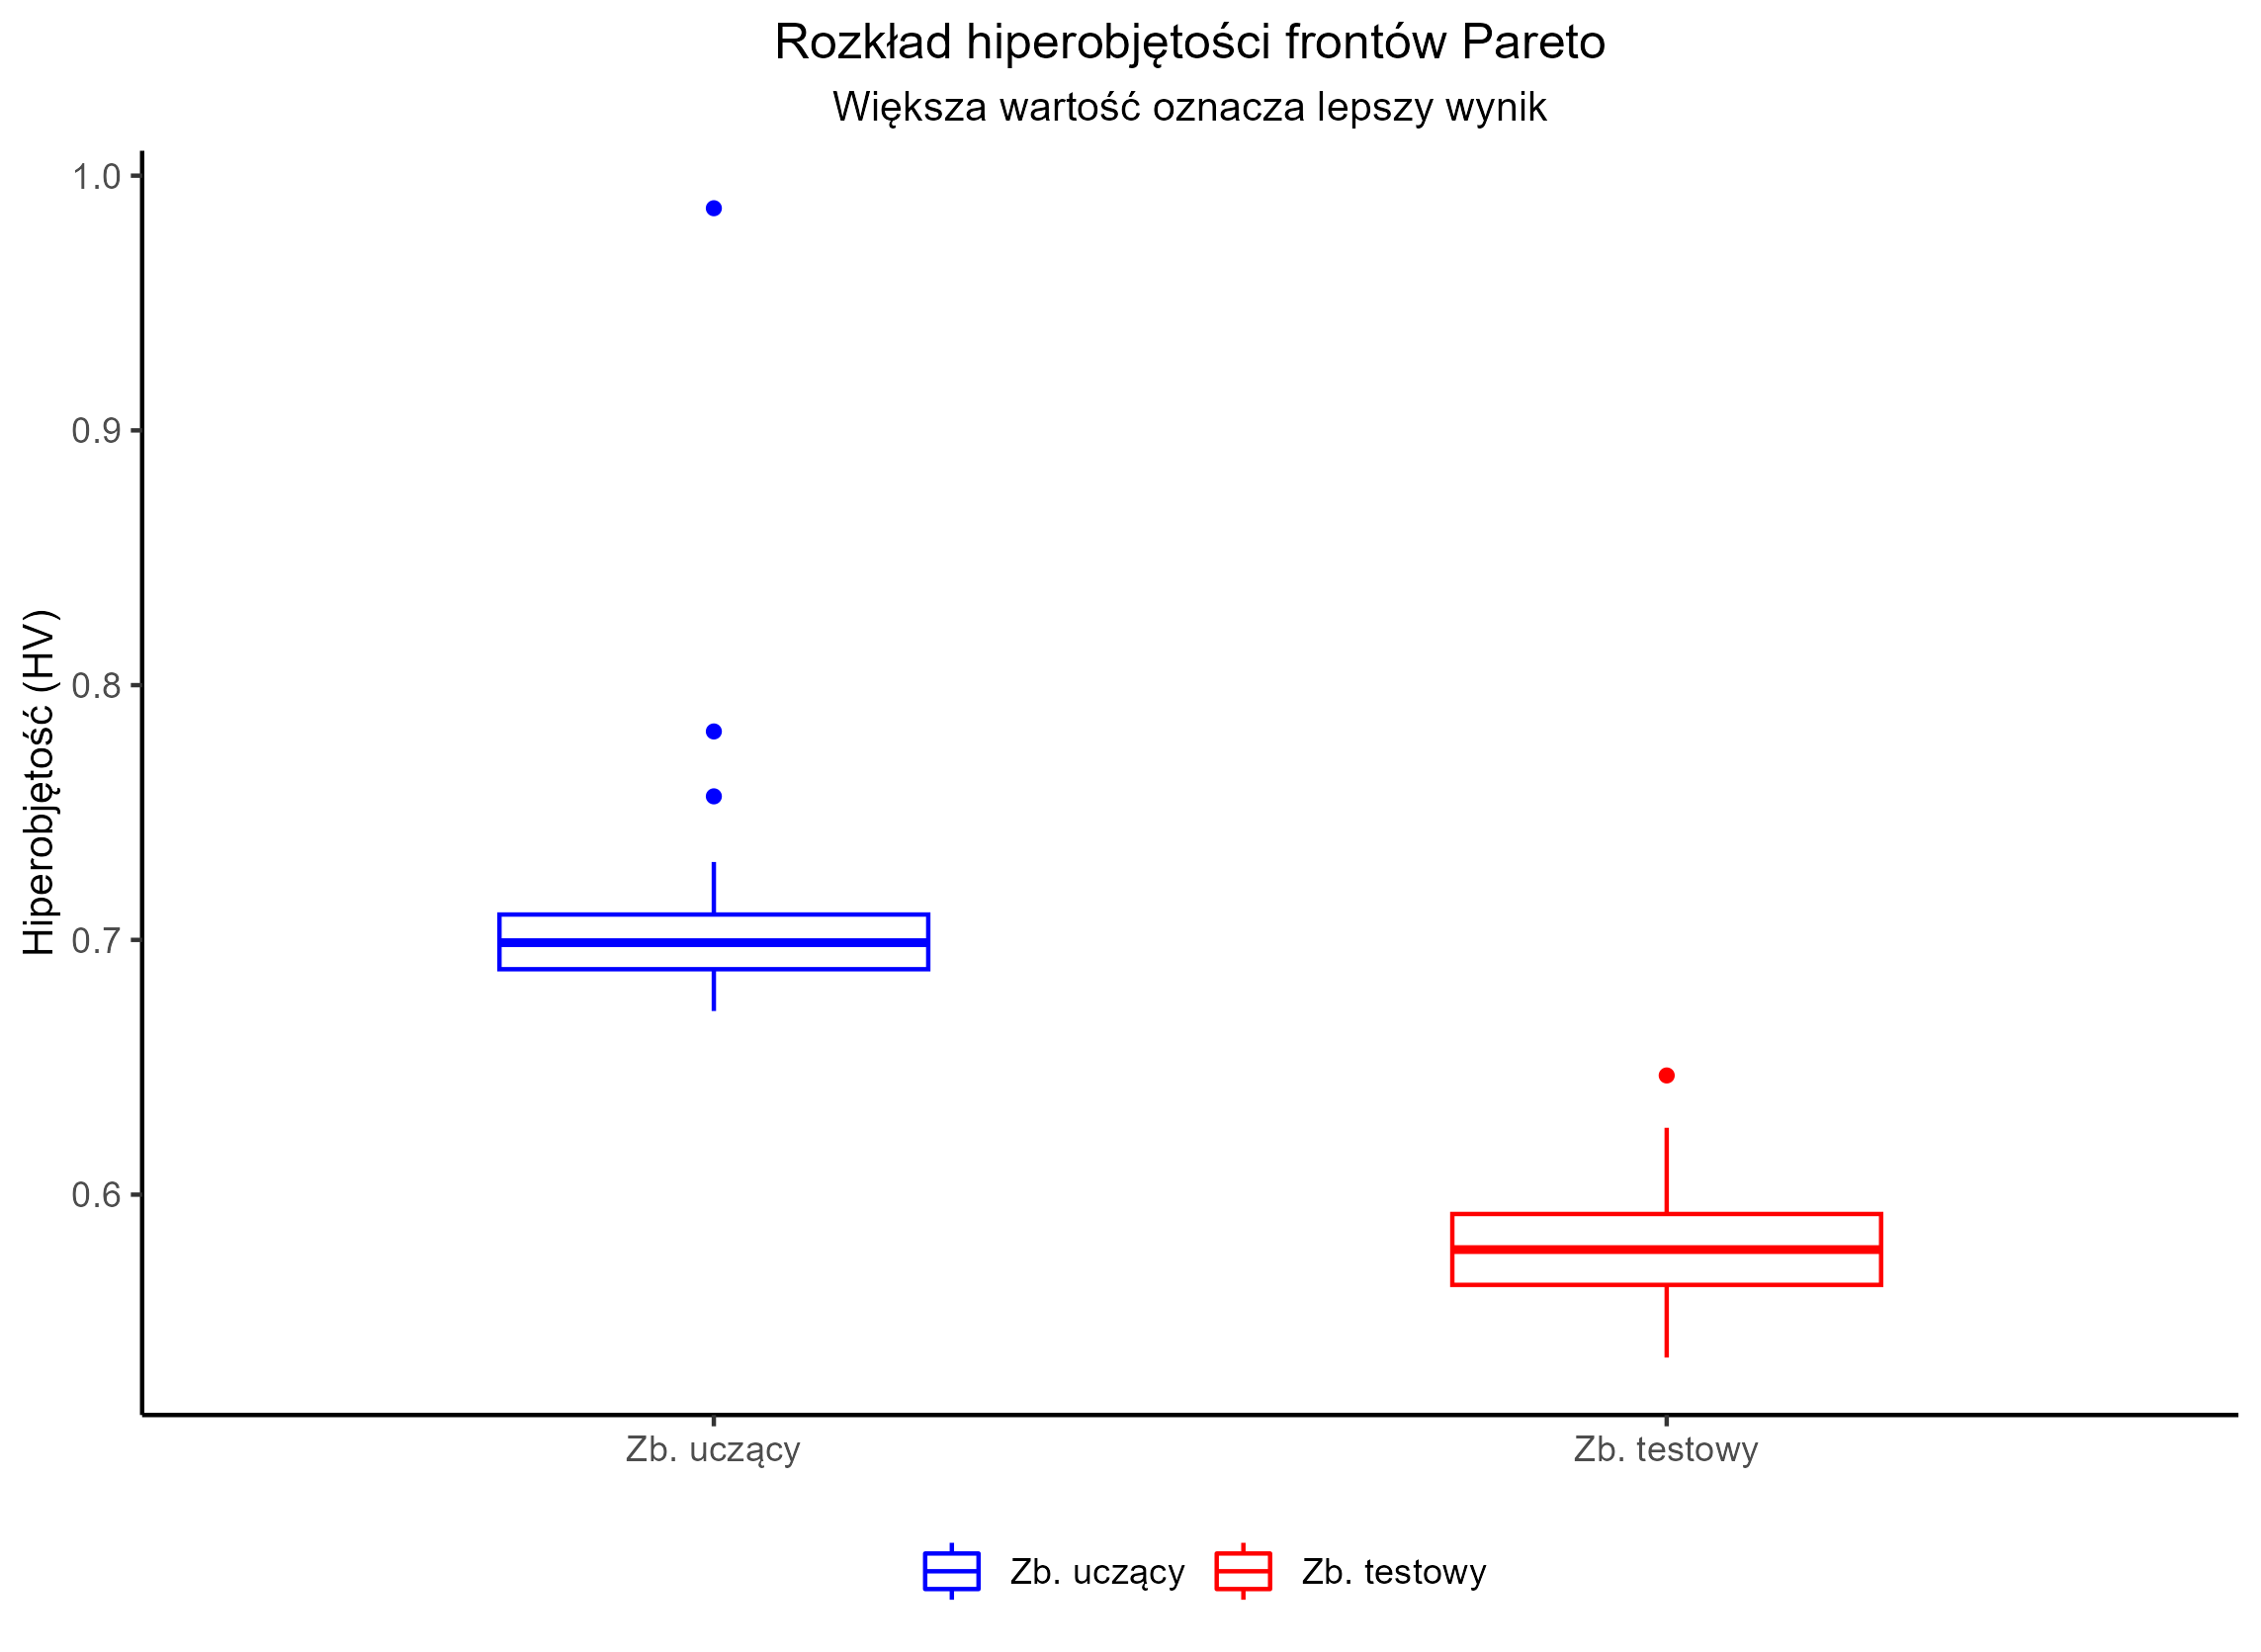 Rozkład hiperobjętości frontów Pareto
Większa wartość oznacza lepszy wynik
Hiperobjętość (HV)
1.0
0.9
0.8
0.7
0.6
Zb. uczący
Zb. testowy
Zb. uczący
Zb. testowy